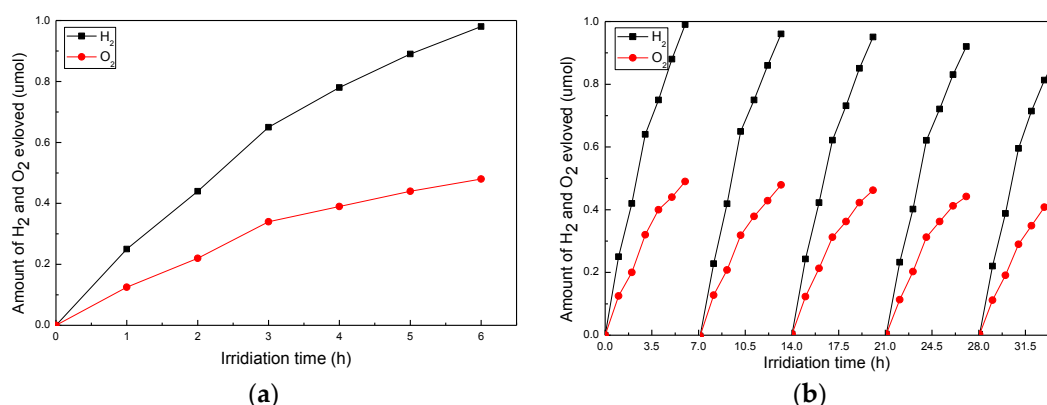 H2
O2
Amount of H2 and O2 evloved (umol)
1.0
0.8
0.6
0.4
0.2
0.0
0 1 2 3 4 5 6
Irridiation time (h)
(a)
H2
O2
Amount of H2 and O2 evloved (umol)
1.0
0.8
0.6
0.4
0.2
0.0
0.0 3.5 7.0 10.5 14.0 17.5 21.0 24.5 28.0 31.5
Irridiation time (h)
(b)